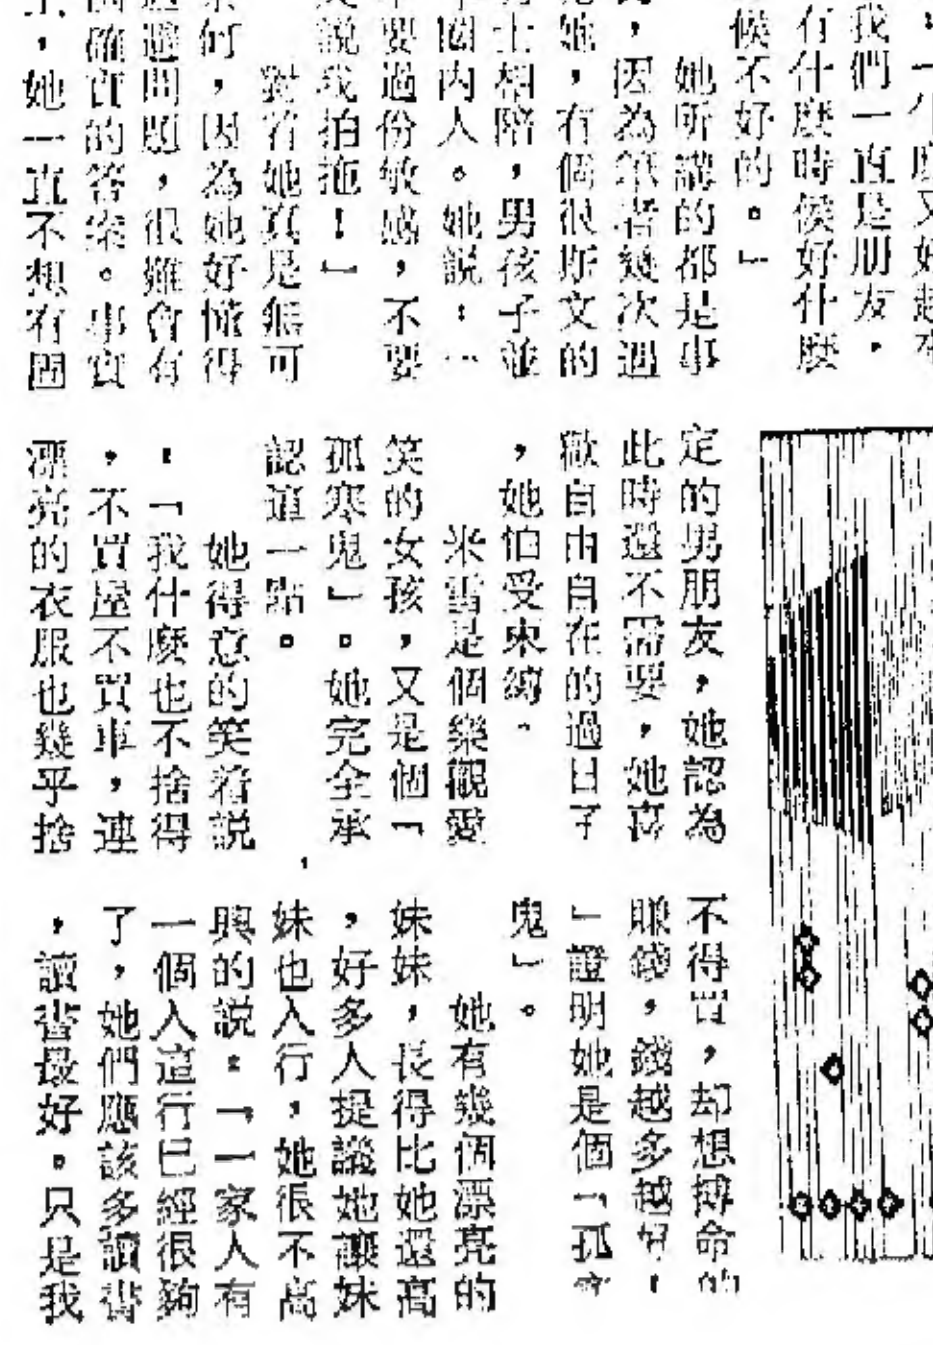 我們一直是朋友，
有什麼時候好什麼
候不好的。」
她所講的都是事
因為筆者幾次遇
她，有個很斯文的
士相陪，男孩子並
圈內人。她說：「
要過份敏感，不要
說我拍拖！」
對着她真是無可
何，因為她好懂得
避問題，很難會有
確實的答案。事實
，她一直不想有固
定的男朋友，她認為
此時還不需要，她喜
歡自由自在的過日子
，她怕受束縛。
米雪是個樂觀愛
笑的女孩，又是個「
孤寒鬼」。她完全承
認這一點。
她得意的笑着說
：「我什麼也不捨得
，不買屋不買車，連
漂亮的衣服也幾乎捨
不得買，却想搏命的
賺錢，錢越多越好！
」證明她是個「孤寒
鬼」。
她有幾個漂亮的
妹妹，長得比她還高
，好多人提議她讓妹
妹也入行，她很不高
興的說：「一家人有
一個人這行已經很夠
了，她們應該多讀書
，讀書最好。只是我